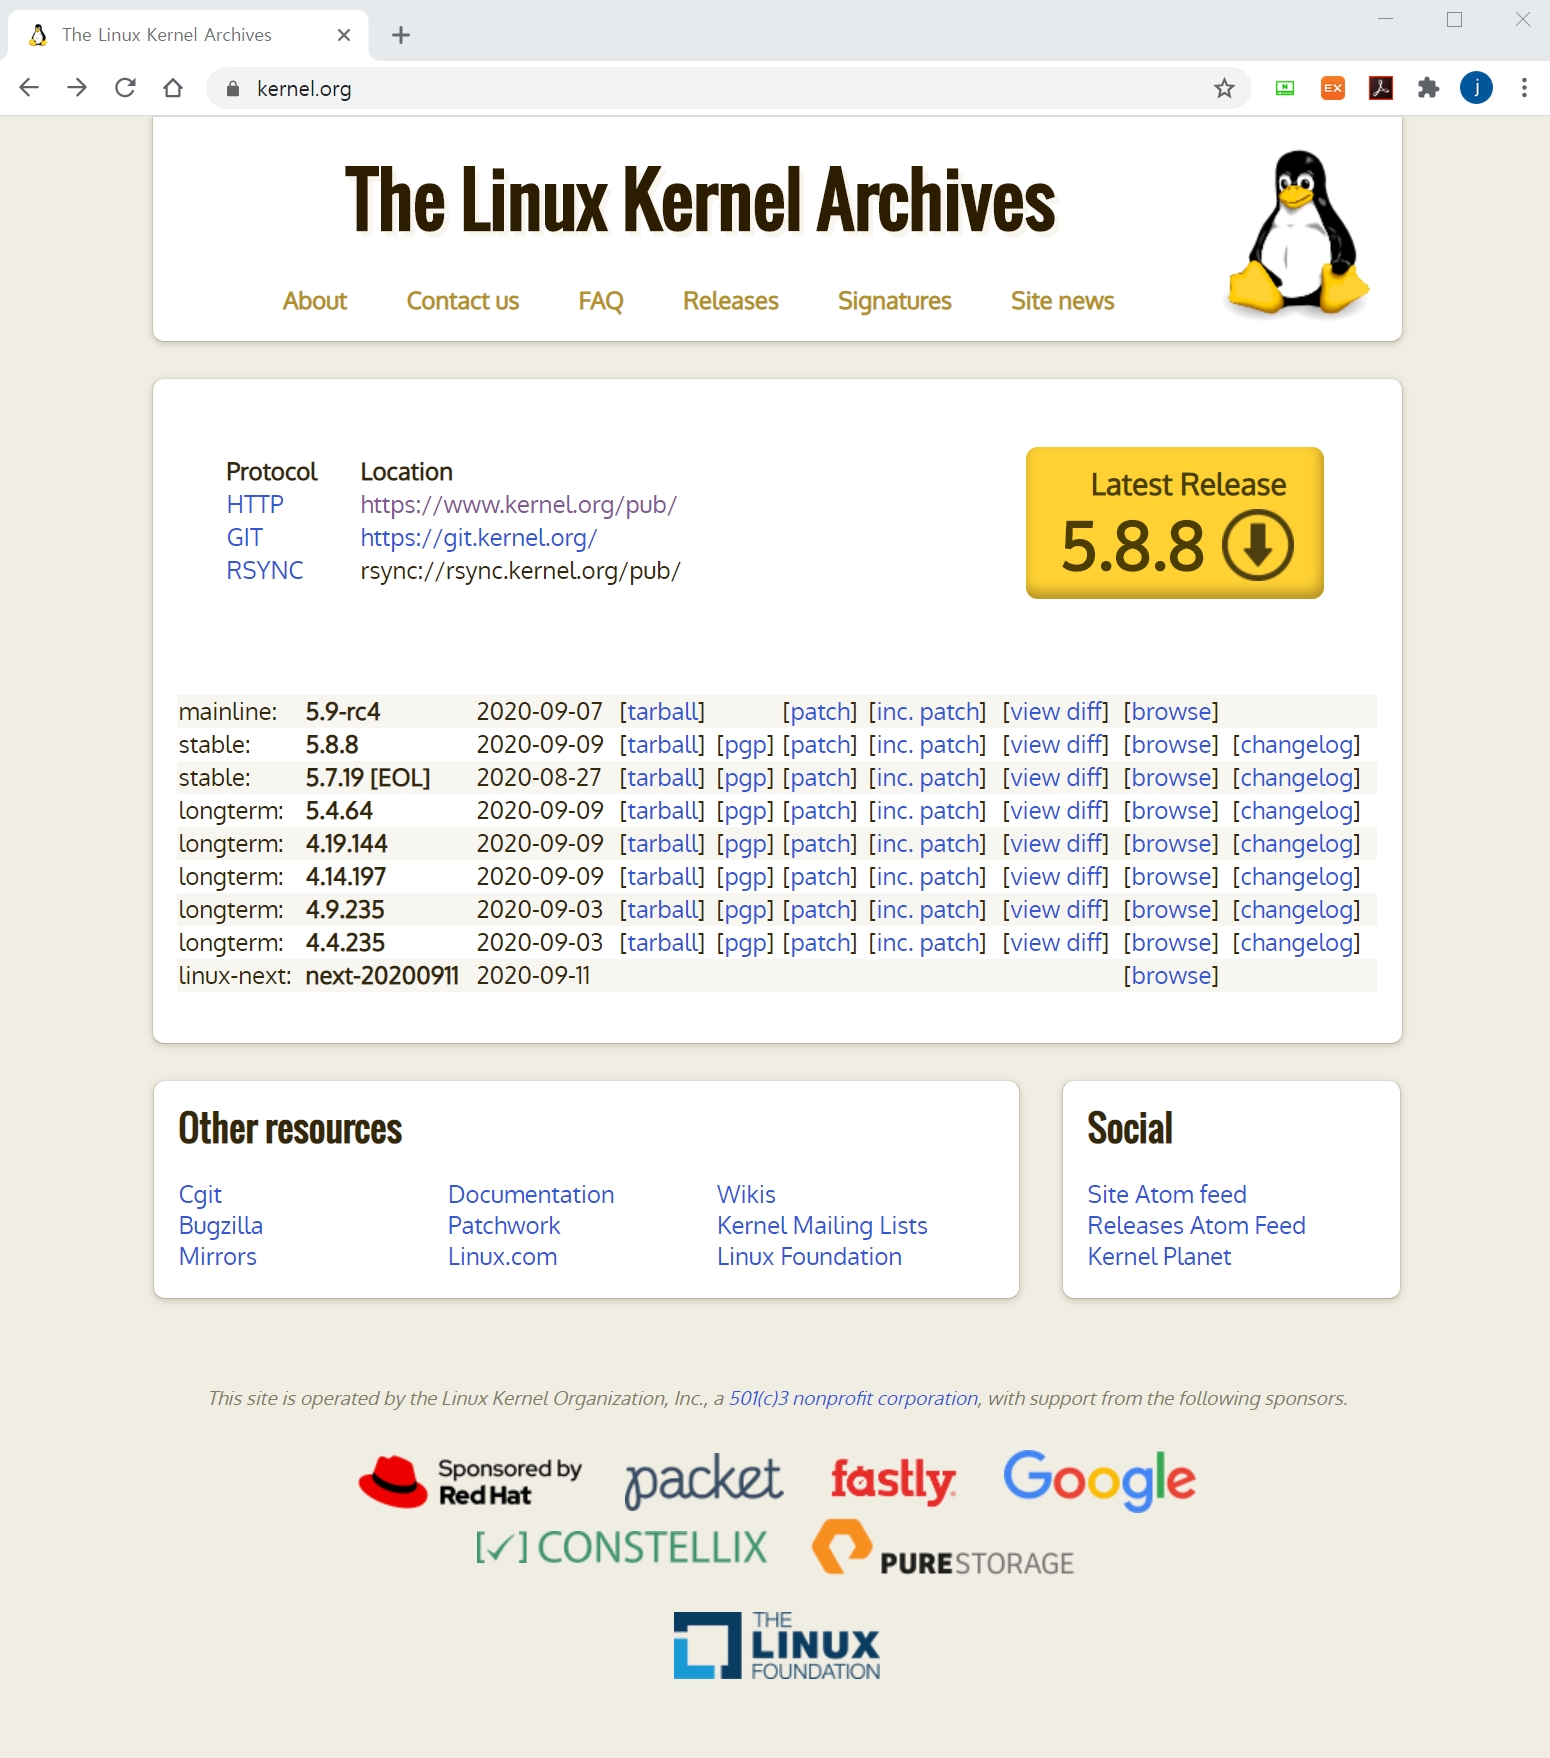 The Linux Kernel Archives
kernel.org
N
EX
j
The Linux Kernel Archives
About Contact us FAQ Releases Signatures Site news
Protocol Location
HTTP https://www.kernel.org/pub/
GIT https://git.kernel.org/
RSYNC rsync://rsync.kernel.org/pub/
Latest Release
5.8.8
mainline: 5.9-rc4 2020-09-07 [tarball] [patch] [inc. patch] [view diff] [browse]
stable: 5.8.8 2020-09-09 [tarball] [pgp] [patch] [inc. patch] [view diff] [browse] [changelog]
stable: 5.7.19 [EOL] 2020-08-27 [tarball] [pgp] [patch] [inc. patch] [view diff] [browse] [changelog]
longterm: 5.4.64 2020-09-09 [tarball] [pgp] [patch] [inc. patch] [view diff] [browse] [changelog]
longterm: 4.19.144 2020-09-09 [tarball] [pgp] [patch] [inc. patch] [view diff] [browse] [changelog]
longterm: 4.14.197 2020-09-09 [tarball] [pgp] [patch] [inc. patch] [view diff] [browse] [changelog]
longterm: 4.9.235 2020-09-03 [tarball] [pgp] [patch] [inc. patch] [view diff] [browse] [changelog]
longterm: 4.4.235 2020-09-03 [tarball] [pgp] [patch] [inc. patch] [view diff] [browse] [changelog]
linux-next: next-20200911 2020-09-11 [browse]
Other resources
Cgit Documentation Wikis
Bugzilla Patchwork Kernel Mailing Lists
Mirrors Linux.com Linux Foundation
Social
Site Atom feed
Releases Atom Feed
Kernel Planet
This site is operated by the Linux Kernel Organization, Inc., a 501(c)3 nonprofit corporation, with support from the following sponsors.
Sponsored by
Red Hat
packet
fastly
Google
[✓] CONSTELLIX
PURESTORAGE
THE
LINUX
FOUNDATION